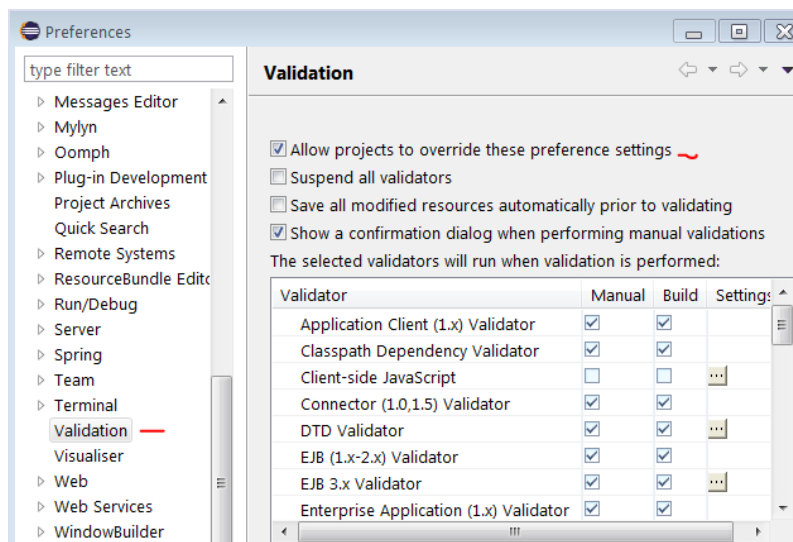 Preferences
type filter text
Messages Editor
Mylyn
Oomph
Plug-in Development
Project Archives
Quick Search
Remote Systems
ResourceBundle Edito
Run/Debug
Server
Spring
Team
Terminal
Validation
Visualiser
Web
Web Services
WindowBuilder
Validation
Allow projects to override these preference settings
Suspend all validators
Save all modified resources automatically prior to validating
Show a confirmation dialog when performing manual validations
The selected validators will run when validation is performed:
Validator Manual Build Settings
Application Client (1.x) Validator
Classpath Dependency Validator
Client-side JavaScript ...
Connector (1.0,1.5) Validator
DTD Validator ...
EJB (1.x-2.x) Validator
EJB 3.x Validator ...
Enterprise Application (1.x) Validator